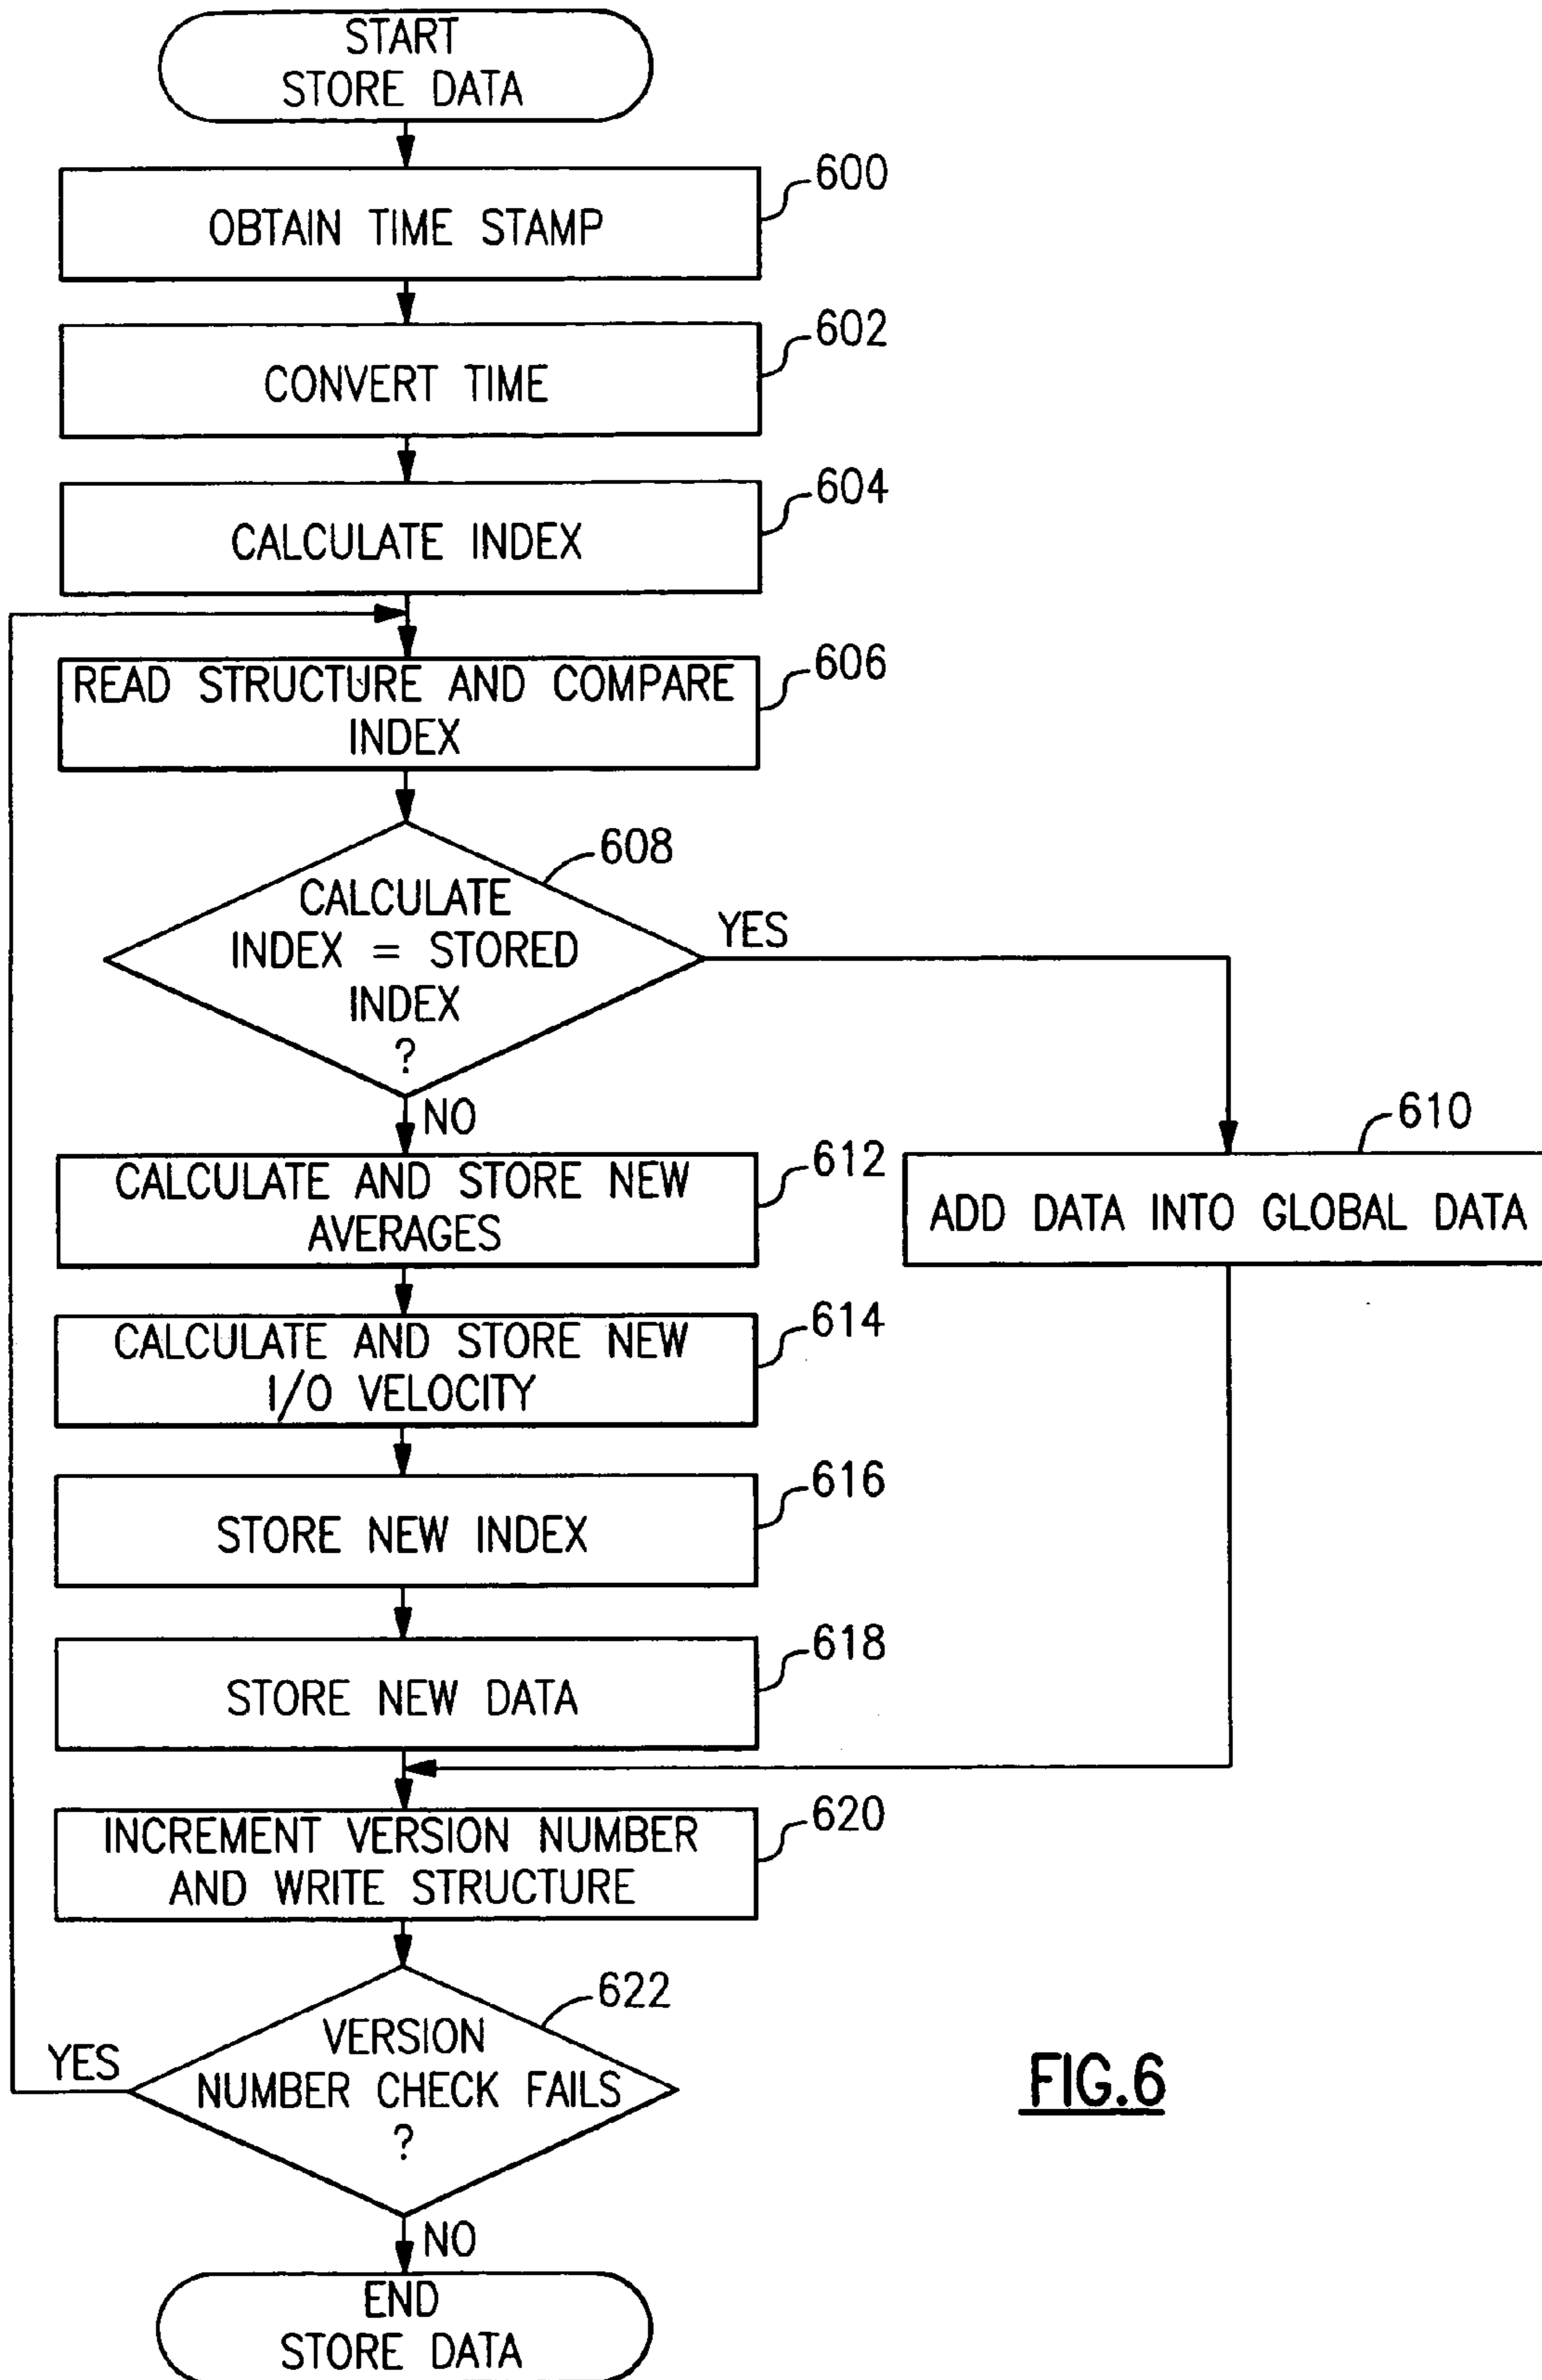 START
STORE DATA
600
OBTAIN TIME STAMP
602
CONVERT TIME
604
CALCULATE INDEX
606
READ STRUCTURE AND COMPARE
INDEX
608
CALCULATE
INDEX = STORED
INDEX
?
YES
NO
610
ADD DATA INTO GLOBAL DATA
612
CALCULATE AND STORE NEW
AVERAGES
614
CALCULATE AND STORE NEW
I/O VELOCITY
616
STORE NEW INDEX
618
STORE NEW DATA
620
INCREMENT VERSION NUMBER
AND WRITE STRUCTURE
622
VERSION
NUMBER CHECK FAILS
?
YES
NO
END
STORE DATA
FIG.6